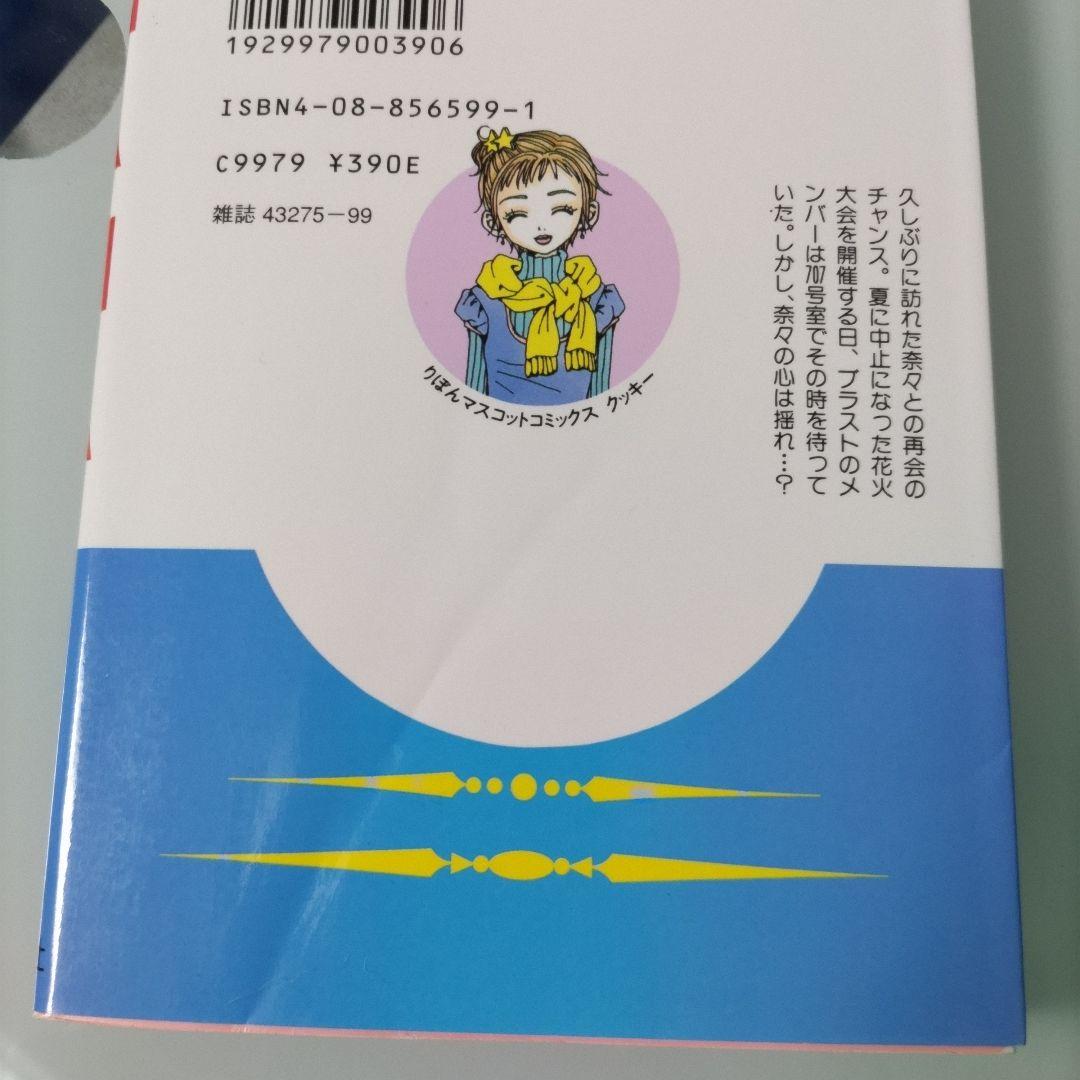 1929979003906
ISBN4-08-856599-1
C9979 ¥390E
雑誌 43275-99
りぼんマスコットコミックス クッキー
久しぶりに訪れた奈々との再会の
チャンス。夏に中止になった花火
大会を開催する日、ブラストのメ
ンバーは707号室でその時を待って
いた。しかし、奈々の心は揺れ…?